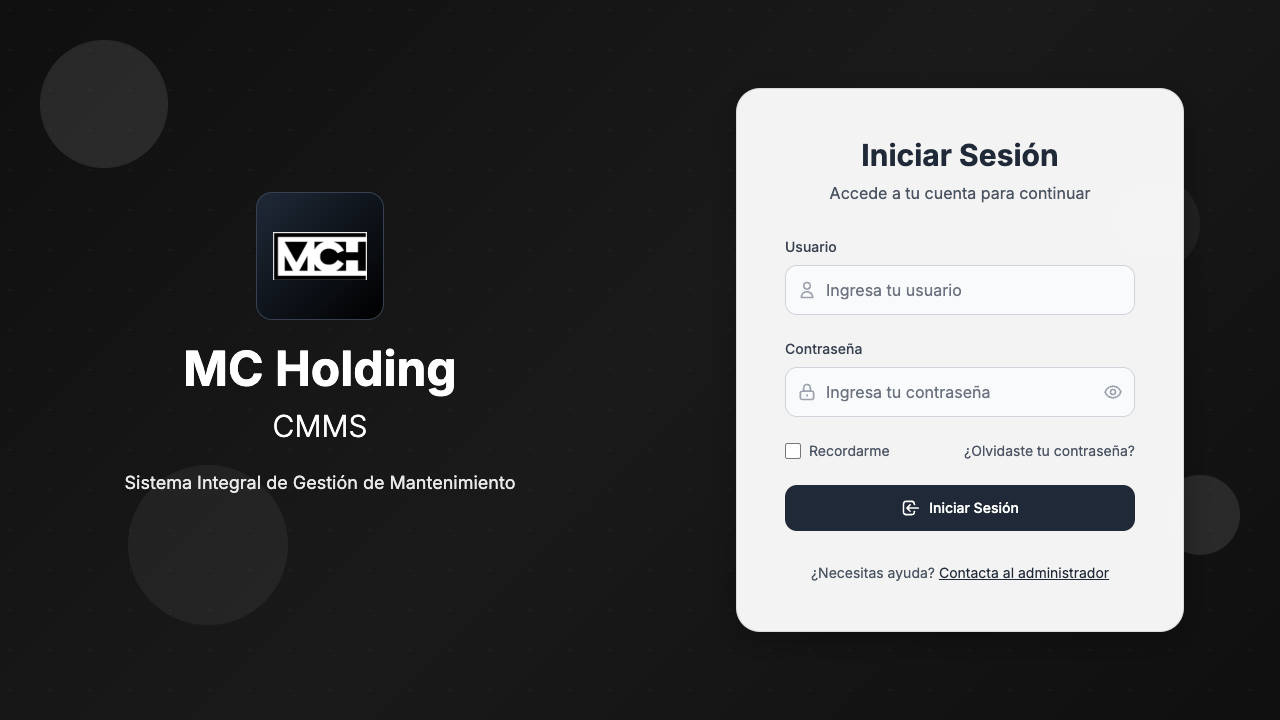 MCH
MC Holding
CMMS
Sistema Integral de Gestión de Mantenimiento
Iniciar Sesión
Accede a tu cuenta para continuar
Usuario
Ingresa tu usuario
Contraseña
Ingresa tu contraseña
Recordarme
¿Olvidaste tu contraseña?
Iniciar Sesión
¿Necesitas ayuda? Contacta al administrador